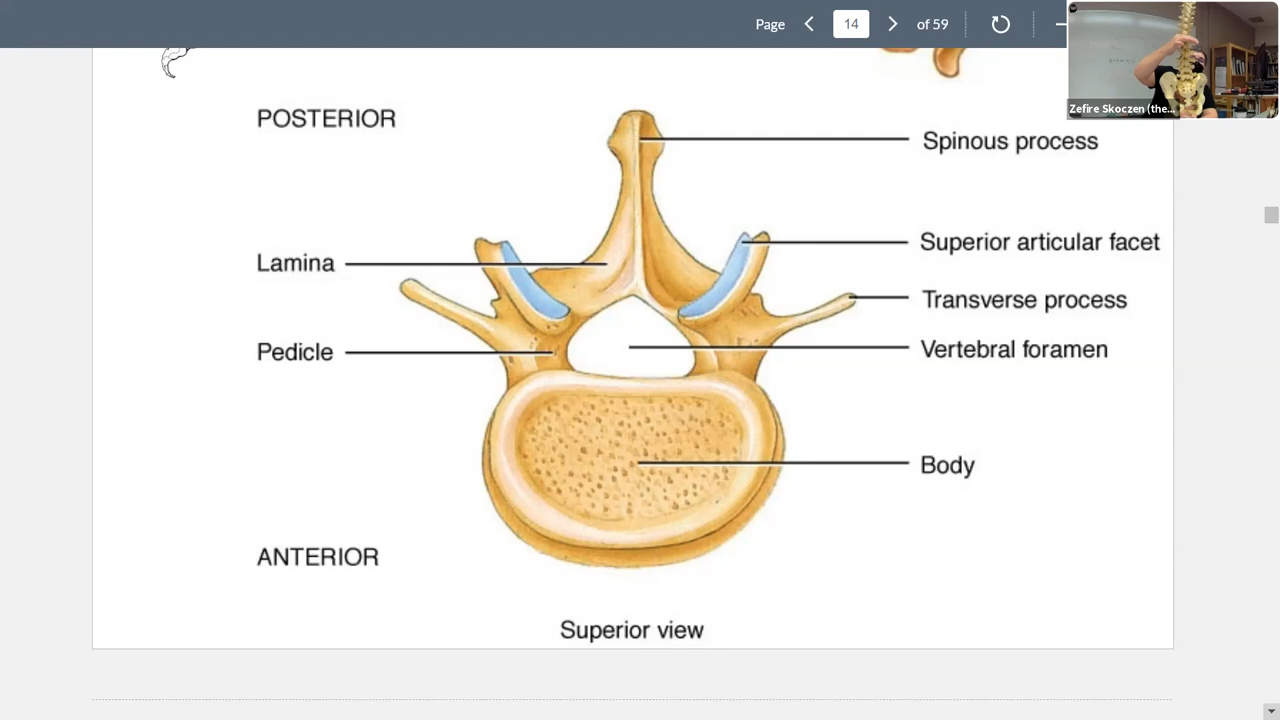 Page 14 of 59
Zefire Skoczen (the...
POSTERIOR
Spinous process
Superior articular facet
Lamina
Transverse process
Pedicle
Vertebral foramen
Body
ANTERIOR
Superior view